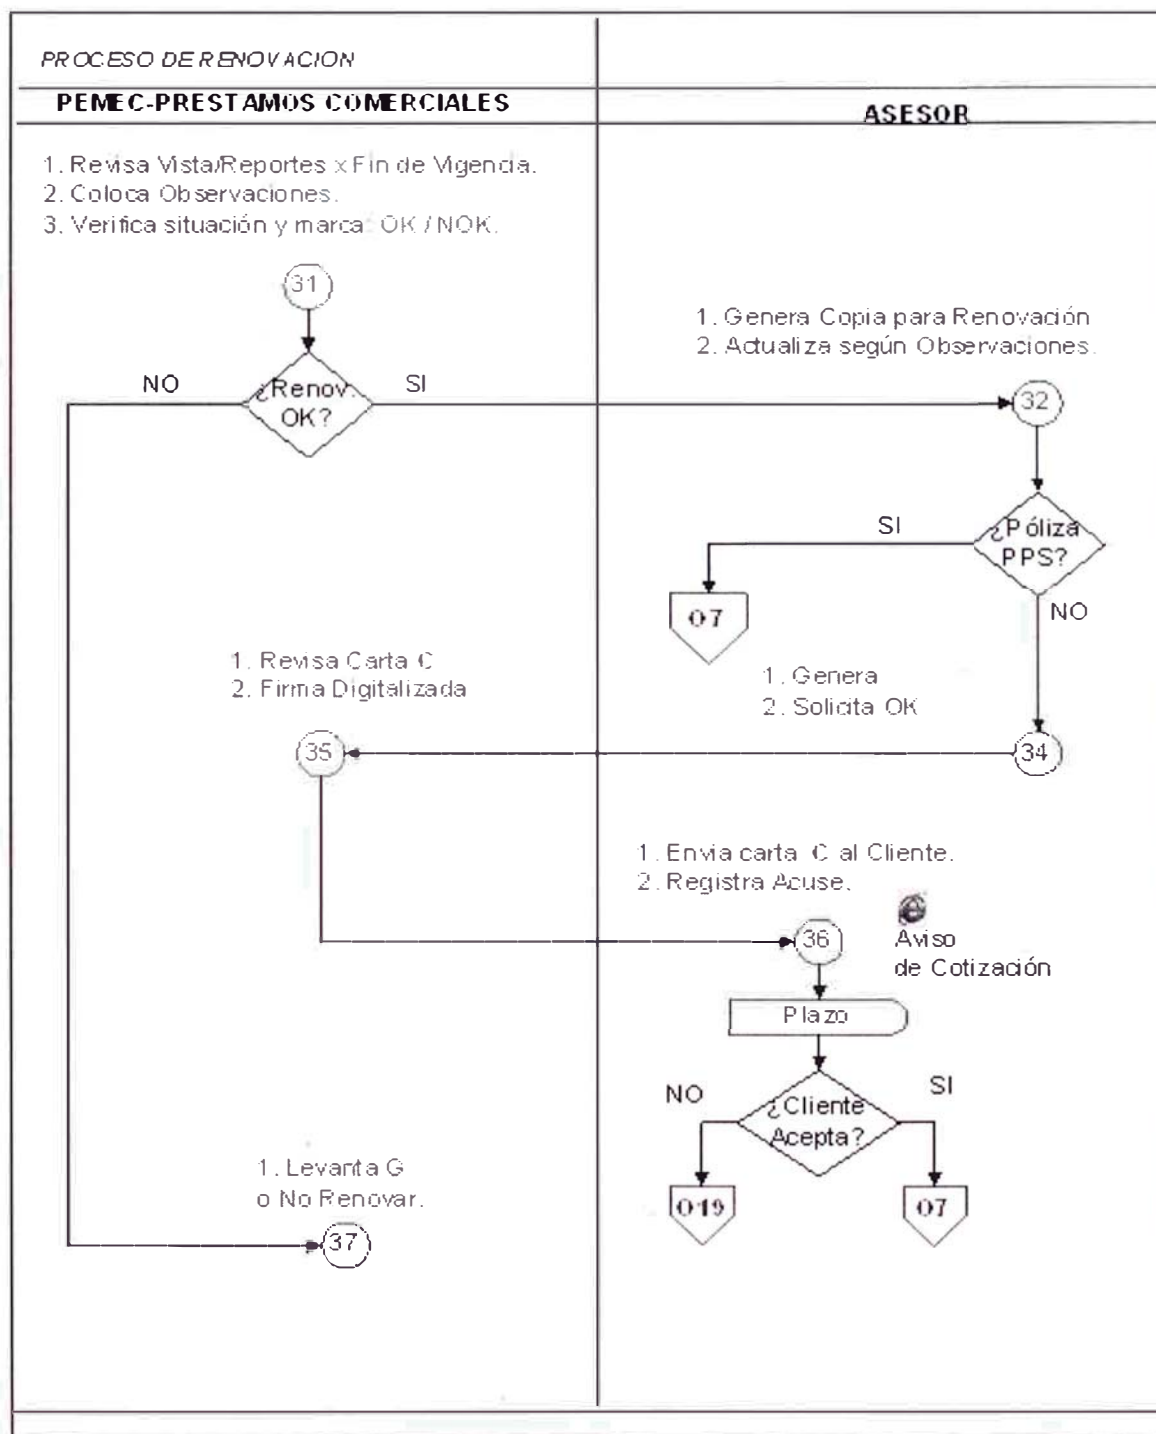 PROCESO DE RENOVACION
PEMEC-PRESTAMOS COMERCIALES
ASESOR
1. Revisa Vista/Reportes x Fin de Vigencia.
2. Coloca Observaciones.
3. Verifica situación y marca: OK / NOK.
31
1. Genera Copia para Renovación
2. Actualiza según Observaciones.
NO
¿Renov.
OK?
SI
32
SI
¿Póliza
PPS?
NO
O7
1. Revisa Carta C
2. Firma Digitalizada
1. Genera
2. Solicita OK
35
34
1. Envia carta C al Cliente.
2. Registra Acuse.
36
Aviso
de Cotización
Plazo
NO
¿Cliente
Acepta?
SI
O19
O7
1. Levanta G
o No Renovar.
37